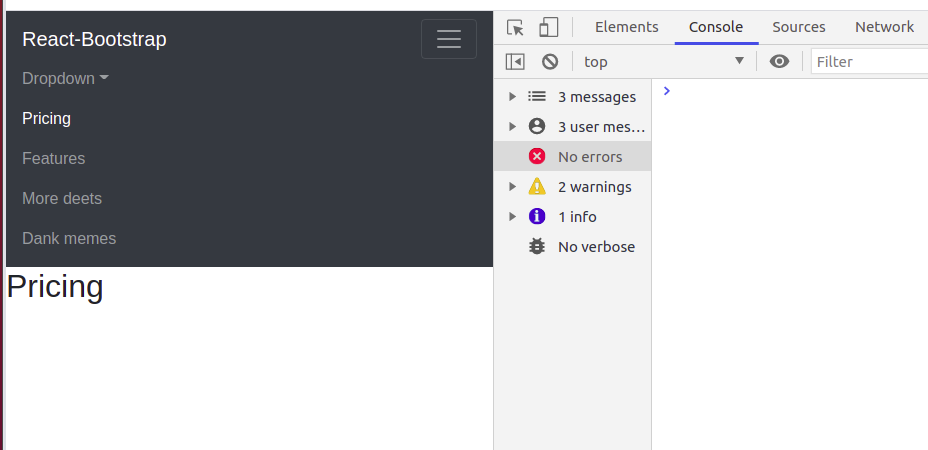 React-Bootstrap
Dropdown
Pricing
Features
More deets
Dank memes
Pricing
Elements Console Sources Network
top Filter
3 messages
3 user mes…
No errors
2 warnings
1 info
No verbose